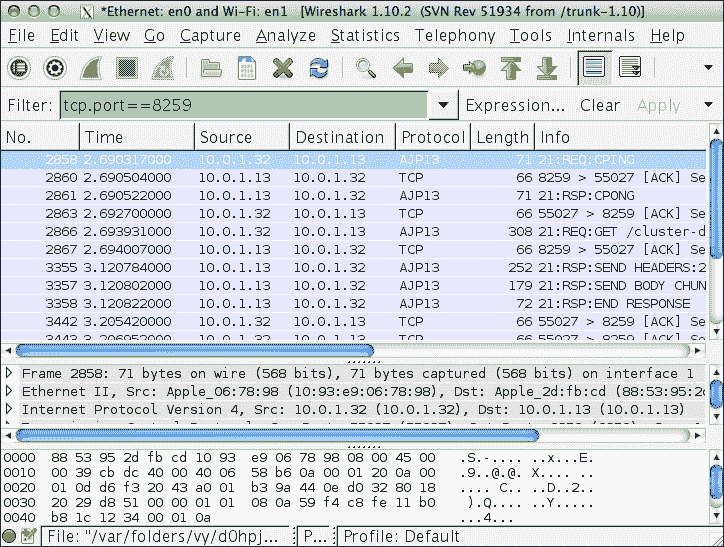 *Ethernet: en0 and Wi-Fi: en1 [Wireshark 1.10.2 (SVN Rev 51934 from /trunk-1.10)]
File Edit View Go Capture Analyze Statistics Telephony Tools Internals Help
Filter: tcp.port==8259 Expression... Clear Apply
No. Time Source Destination Protocol Length Info
2858 2.690317000 10.0.1.32 10.0.1.13 AJP13 71 21:REQ:CPING
2860 2.690504000 10.0.1.13 10.0.1.32 TCP 66 8259 > 55027 [ACK] Se
2861 2.690522000 10.0.1.13 10.0.1.32 AJP13 71 21:RSP:CPONG
2863 2.692700000 10.0.1.32 10.0.1.13 TCP 66 55027 > 8259 [ACK] Se
2866 2.693931000 10.0.1.32 10.0.1.13 AJP13 308 21:REQ:GET /cluster-d
2867 2.694007000 10.0.1.13 10.0.1.32 TCP 66 8259 > 55027 [ACK] Se
3355 3.120784000 10.0.1.13 10.0.1.32 AJP13 252 21:RSP:SEND HEADERS:2
3357 3.120802000 10.0.1.13 10.0.1.32 AJP13 179 21:RSP:SEND BODY CHUN
3358 3.120822000 10.0.1.13 10.0.1.32 AJP13 72 21:RSP:END RESPONSE
3442 3.205420000 10.0.1.32 10.0.1.13 TCP 66 55027 > 8259 [ACK] Se
3443 3.206952000 10.0.1.32 10.0.1.13 TCP 66 55027 > 8259 [ACK] Se
Frame 2858: 71 bytes on wire (568 bits), 71 bytes captured (568 bits) on interface 1
Ethernet II, Src: Apple_06:78:98 (10:93:e9:06:78:98), Dst: Apple_2d:fb:cd (88:53:95:2
Internet Protocol Version 4, Src: 10.0.1.32 (10.0.1.32), Dst: 10.0.1.13 (10.0.1.13)
0000 88 53 95 2d fb cd 10 93 e9 06 78 98 08 00 45 00 .S.-.... ..x...E.
0010 00 39 cb dc 40 00 40 06 58 b6 0a 00 01 20 0a 00 .9..@.@. X.... ..
0020 01 0d d6 f3 20 43 a0 01 b3 9a 44 0e d0 32 80 18 .... C.. ..D..2..
0030 20 29 d8 51 00 00 01 01 08 0a 59 f4 c8 fe 11 b0 ).Q.... ..Y.....
0040 b8 1c 12 34 00 01 0a ...4...
File: "/var/folders/yy/d0hpj... P... Profile: Default